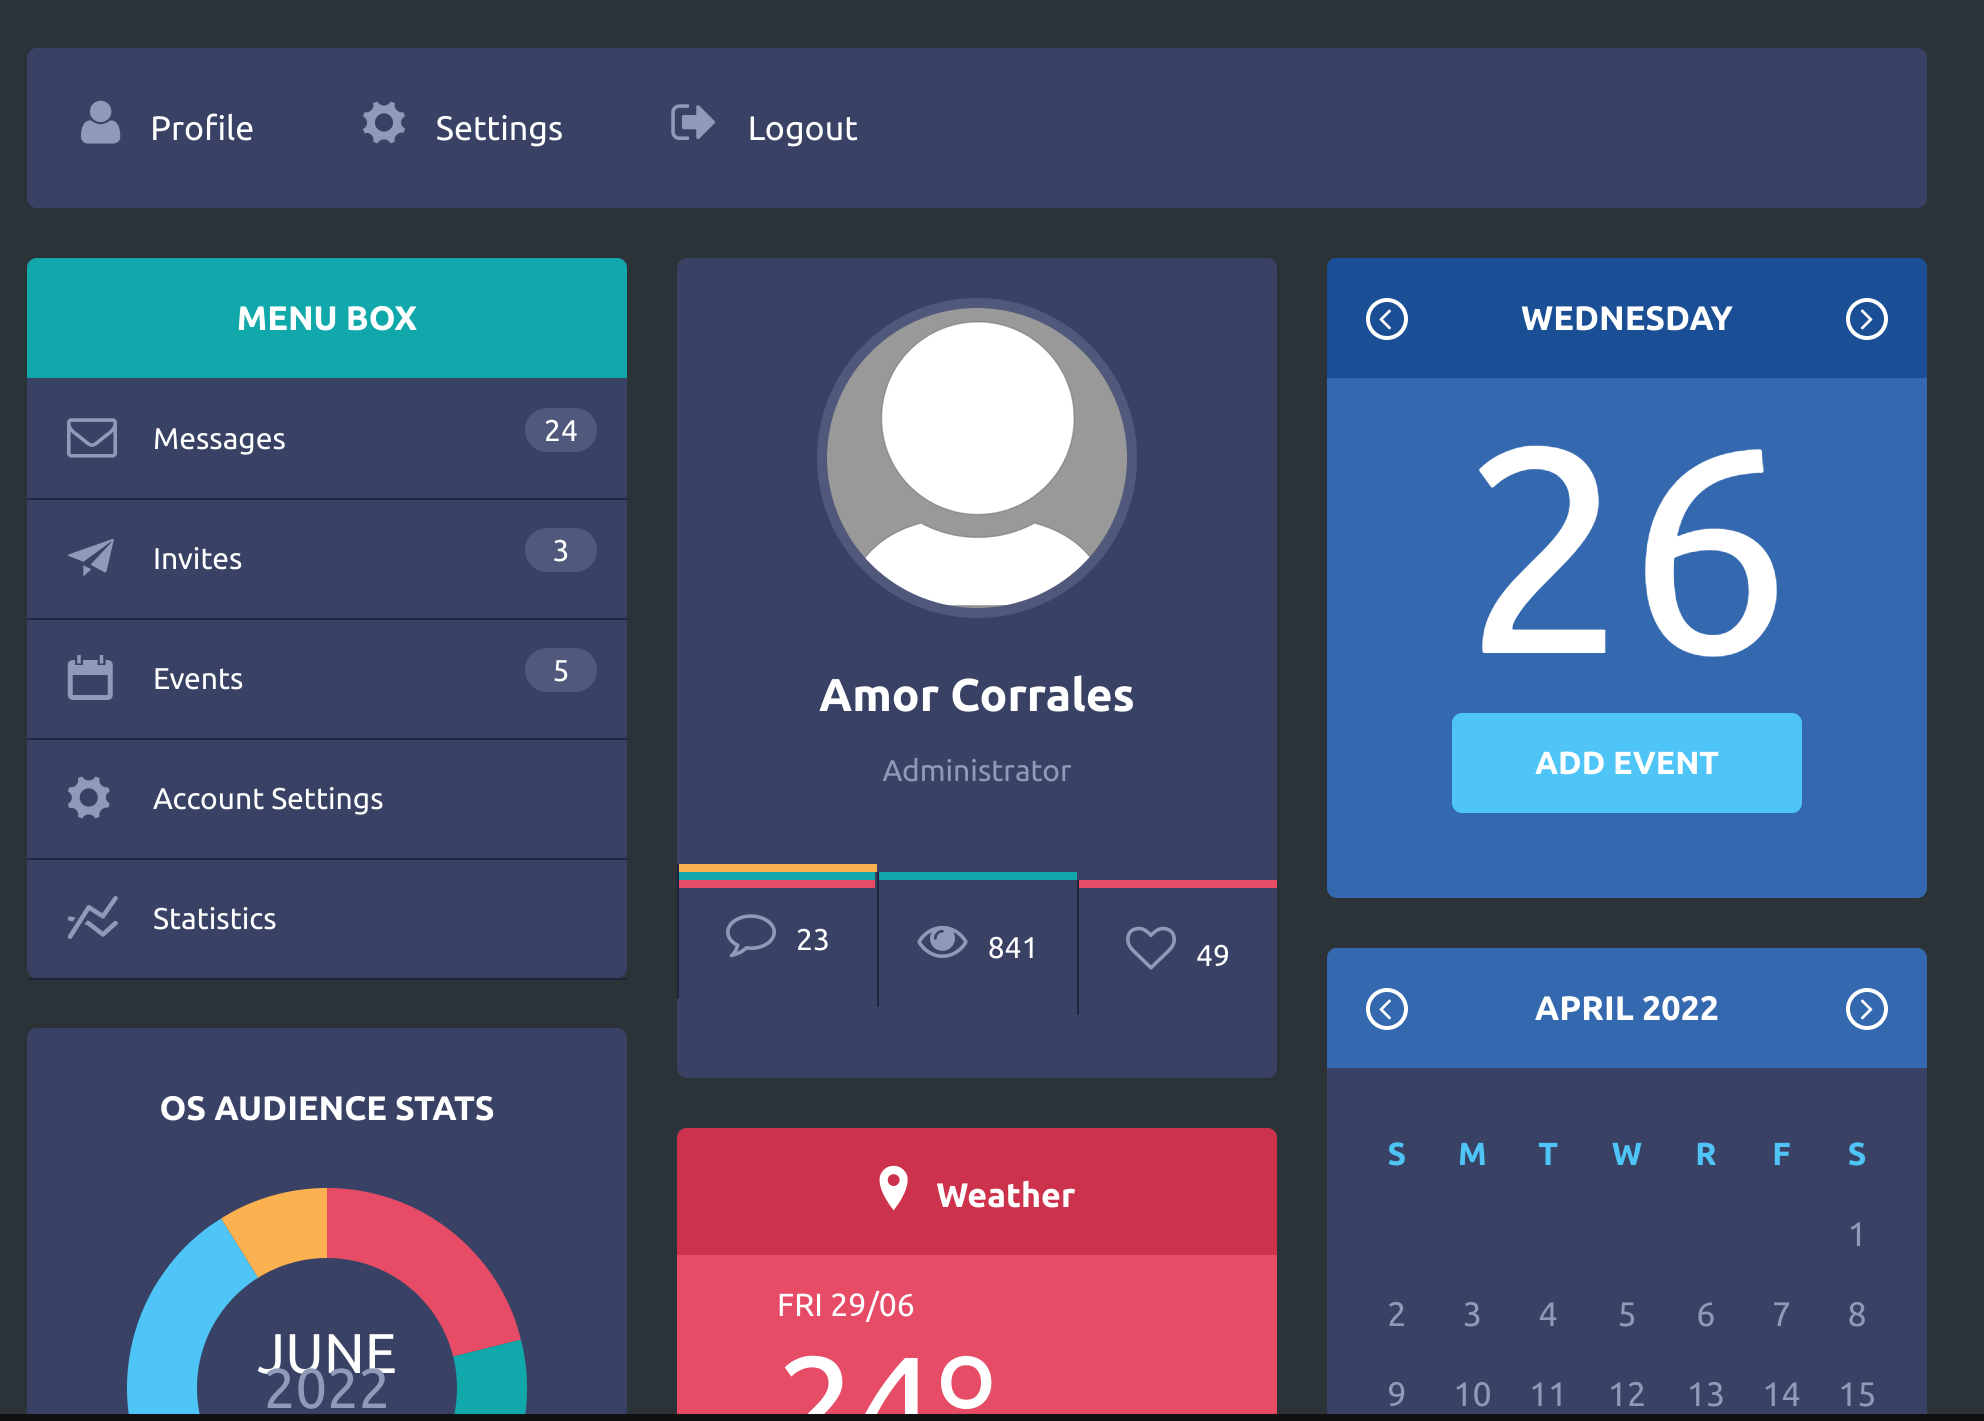 Profile Settings Logout
MENU BOX
Messages 24
Invites 3
Events 5
Account Settings
Statistics
OS AUDIENCE STATS
JUNE
2022
Amor Corrales
Administrator
23 841 49
Weather
FRI 29/06
24°
WEDNESDAY
26
ADD EVENT
APRIL 2022
S M T W R F S
1
2 3 4 5 6 7 8
9 10 11 12 13 14 15